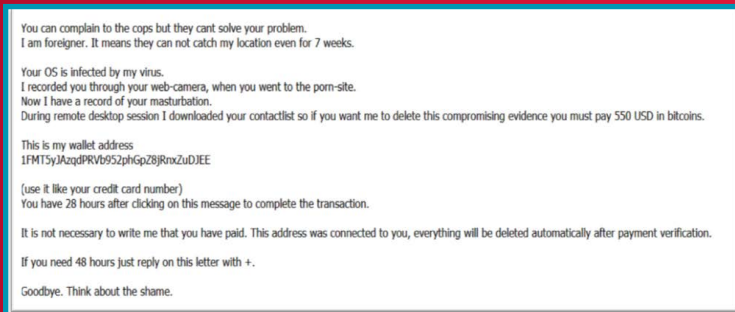 You can complain to the cops but they cant solve your problem.
I am foreigner. It means they can not catch my location even for 7 weeks.
Your OS is infected by my virus.
I recorded you through your web-camera, when you went to the porn-site.
Now I have a record of your masturbation.
During remote desktop session I downloaded your contactlist so if you want me to delete this compromising evidence you must pay 550 USD in bitcoins.
This is my wallet address
1FMT5yJAzqdPRVb952phGpZ8jRnxZuDJEE
(use it like your credit card number)
You have 28 hours after clicking on this message to complete the transaction.
It is not necessary to write me that you have paid. This address was connected to you, everything will be deleted automatically after payment verification.
If you need 48 hours just reply on this letter with +.
Goodbye. Think about the shame.